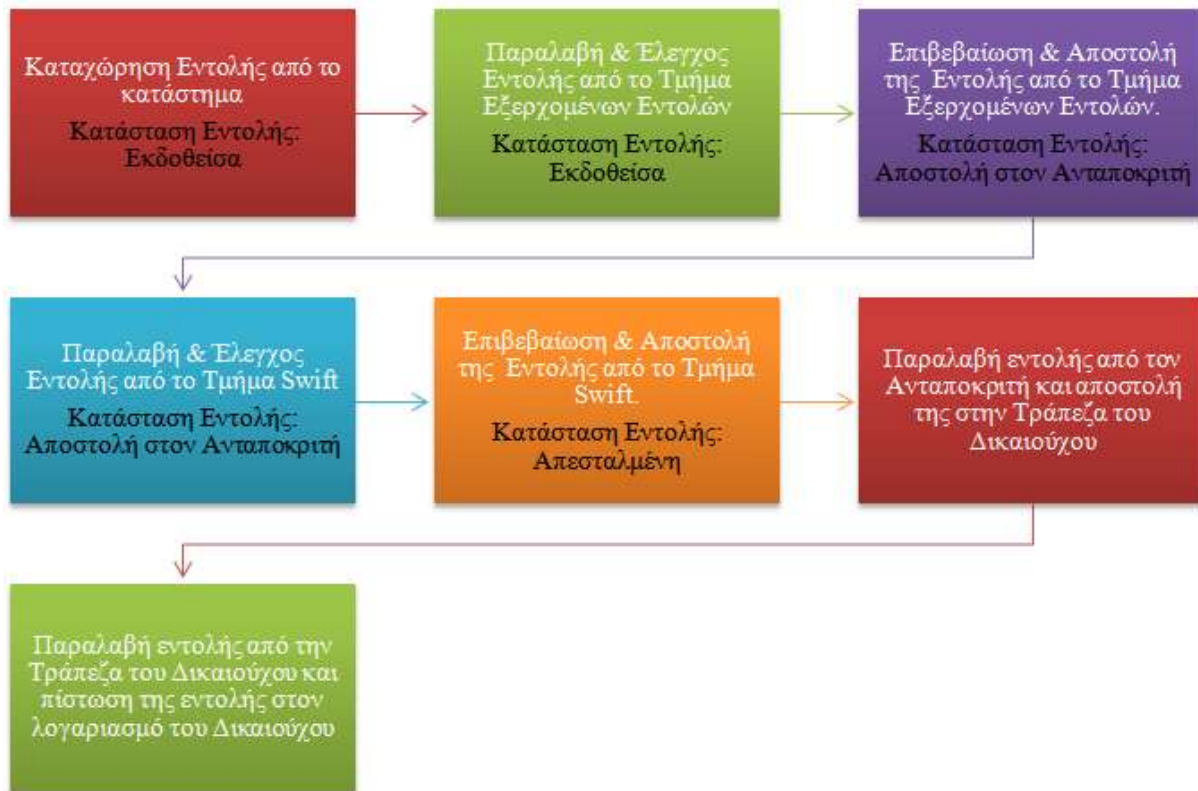 Καταχώρηση Εντολής από το
κατάστημα
Κατάσταση Εντολής:
Εκδοθείσα
Παραλαβή & Έλεγχος
Εντολής από το Τμήμα
Εξερχομένων Εντολών
Κατάσταση Εντολής:
Εκδοθείσα
Επιβεβαίωση & Αποστολή
της Εντολής από το Τμήμα
Εξερχομένων Εντολών.
Κατάσταση Εντολής:
Αποστολή στον Ανταποκριτή
Παραλαβή & Έλεγχος
Εντολής από το Τμήμα Swift
Κατάσταση Εντολής:
Αποστολή στον Ανταποκριτή
Επιβεβαίωση & Αποστολή
της Εντολής από το Τμήμα
Swift.
Κατάσταση Εντολής:
Απεσταλμένη
Παραλαβή εντολής από τον
Ανταποκριτή και αποστολή
της στην Τράπεζα του
Δικαιούχου
Παραλαβή εντολής από την
Τράπεζα του Δικαιούχου και
πίστωση της εντολής στον
λογαριασμό του Δικαιούχου